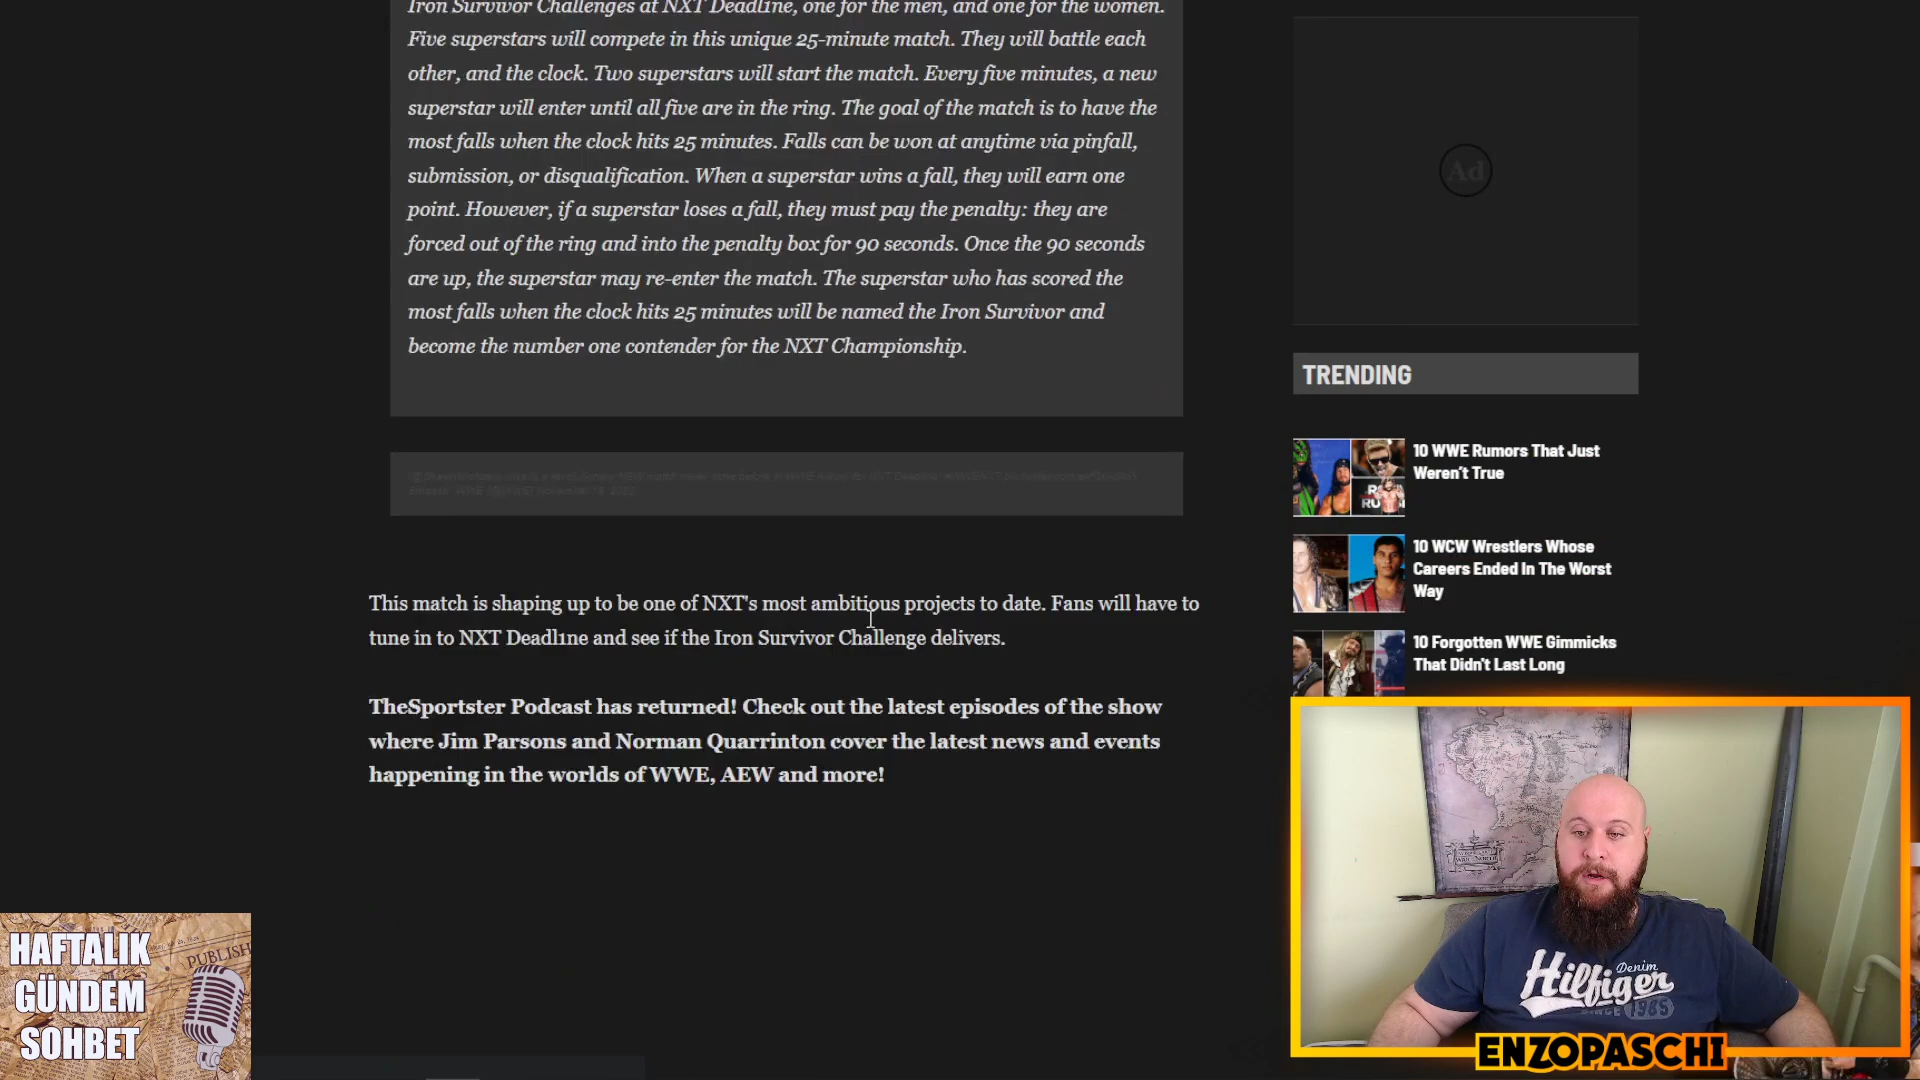 Iron Survivor Challenges at NXT Deadl1ne, one for the men, and one for the women.
Five superstars will compete in this unique 25-minute match. They will battle each
other, and the clock. Two superstars will start the match. Every five minutes, a new
superstar will enter until all five are in the ring. The goal of the match is to have the
most falls when the clock hits 25 minutes. Falls can be won at anytime via pinfall,
submission, or disqualification. When a superstar wins a fall, they will earn one
point. However, if a superstar loses a fall, they must pay the penalty: they are
forced out of the ring and into the penalty box for 90 seconds. Once the 90 seconds
are up, the superstar may re-enter the match. The superstar who has scored the
most falls when the clock hits 25 minutes will be named the Iron Survivor and
become the number one contender for the NXT Championship.
This match is shaping up to be one of NXT's most ambitious projects to date. Fans will have to
tune in to NXT Deadl1ne and see if the Iron Survivor Challenge delivers.
TheSportster Podcast has returned! Check out the latest episodes of the show
where Jim Parsons and Norman Quarrinton cover the latest news and events
happening in the worlds of WWE, AEW and more!
Ad
TRENDING
10 WWE Rumors That Just
Weren't True
10 WCW Wrestlers Whose
Careers Ended In The Worst
Way
10 Forgotten WWE Gimmicks
That Didn't Last Long
HAFTALIK
GÜNDEM
SOHBET
PUBLISH
Denim
Hilfiger
SINCE 1985
ENZOPASCHI